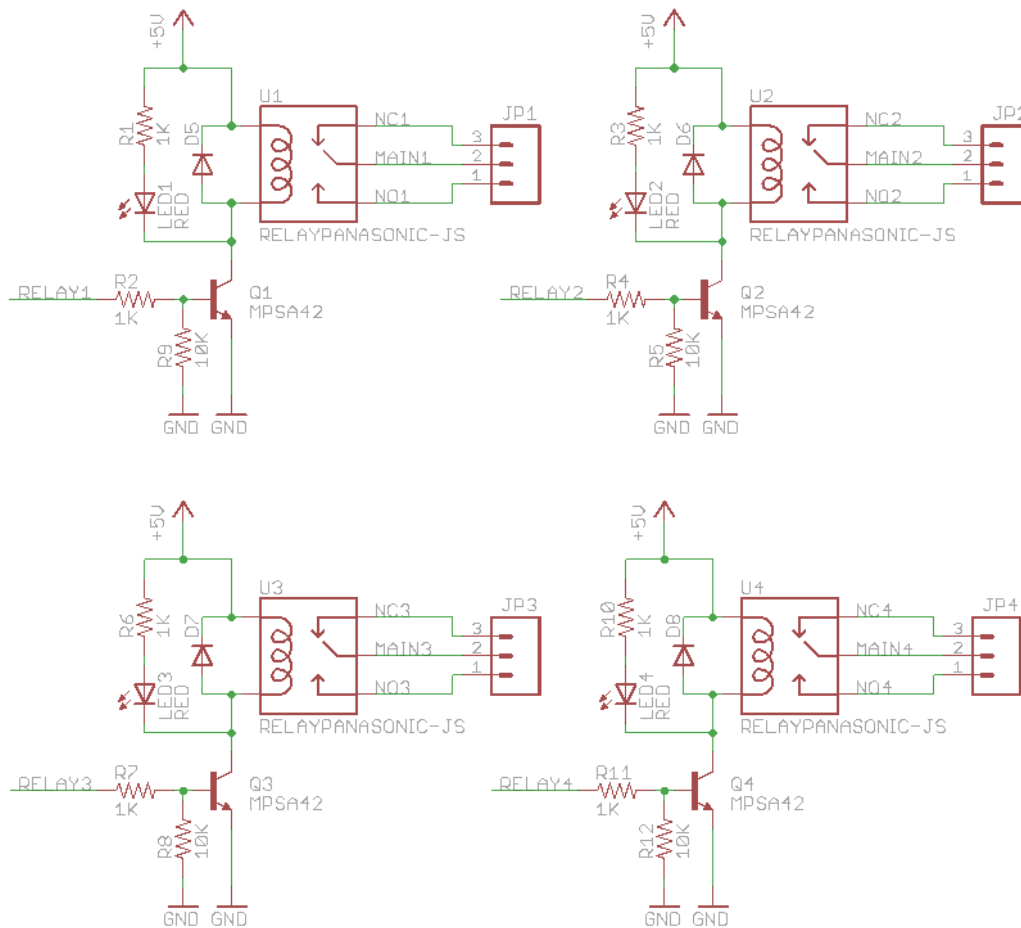 +5V
R1
1K
D5
LED1
RED
U1
NC1
MAIN1
NO1
RELAYPANASONIC-JS
JP1
3
2
1
RELAY1
R2
1K
R9
10K
Q1
MPSA42
GND
GND
+5V
R3
1K
D6
LED2
RED
U2
NC2
MAIN2
NO2
RELAYPANASONIC-JS
JP2
3
2
1
RELAY2
R4
1K
R5
10K
Q2
MPSA42
GND
GND
+5V
R6
1K
D7
LED3
RED
U3
NC3
MAIN3
NO3
RELAYPANASONIC-JS
JP3
3
2
1
RELAY3
R7
1K
R8
10K
Q3
MPSA42
GND
GND
+5V
R10
1K
D8
LED4
RED
U4
NC4
MAIN4
NO4
RELAYPANASONIC-JS
JP4
3
2
1
RELAY4
R11
1K
R12
10K
Q4
MPSA42
GND
GND